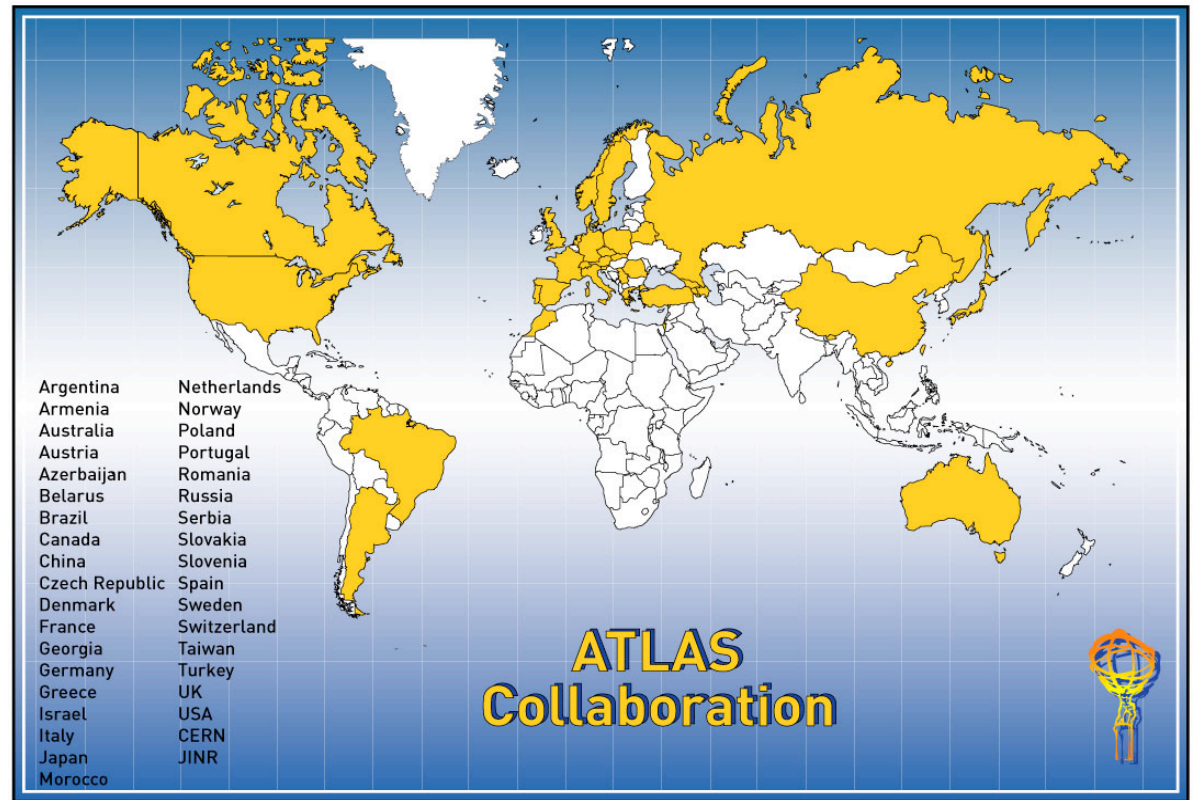 Argentina
Armenia
Australia
Austria
Azerbaijan
Belarus
Brazil
Canada
China
Czech Republic
Denmark
France
Georgia
Germany
Greece
Israel
Italy
Japan
Morocco
Netherlands
Norway
Poland
Portugal
Romania
Russia
Serbia
Slovakia
Slovenia
Spain
Sweden
Switzerland
Taiwan
Turkey
UK
USA
CERN
JINR
ATLAS
Collaboration